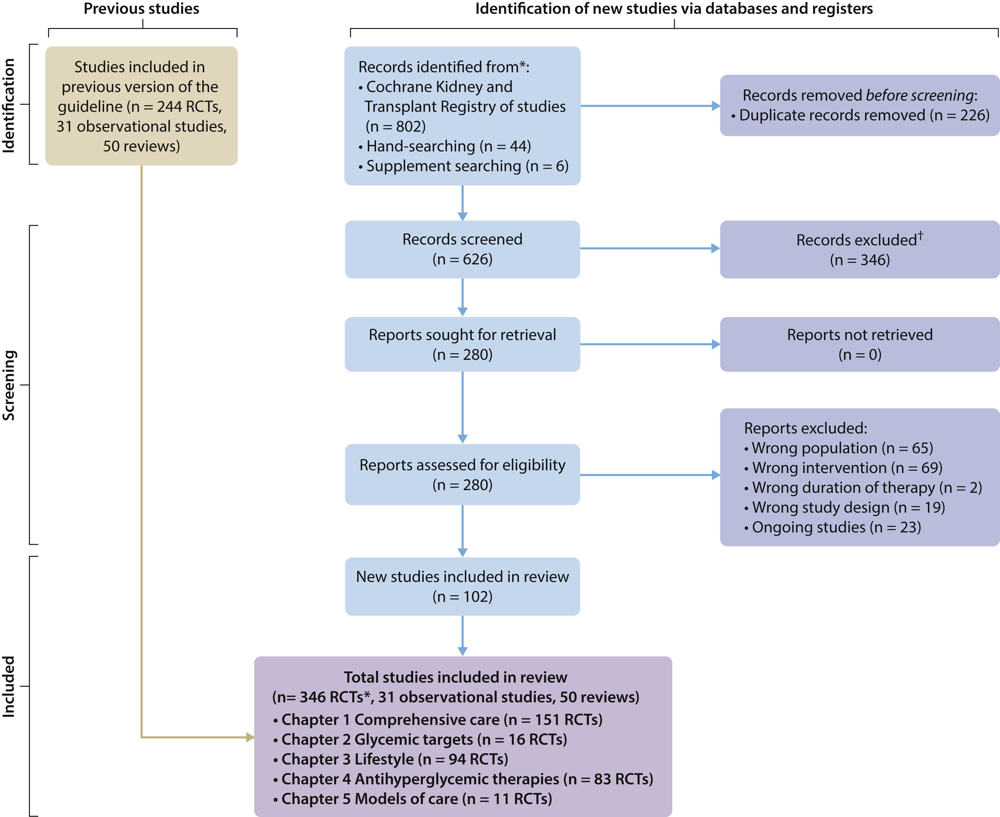 Previous studies
Identification of new studies via databases and registers
Identification
Studies included in
previous version of the
guideline (n = 244 RCTs,
31 observational studies,
50 reviews)
Records identified from*:
• Cochrane Kidney and
Transplant Registry of studies
(n = 802)
• Hand-searching (n = 44)
• Supplement searching (n = 6)
Records removed before screening:
• Duplicate records removed (n = 226)
Screening
Records screened
(n = 626)
Records excluded†
(n = 346)
Reports sought for retrieval
(n = 280)
Reports not retrieved
(n = 0)
Reports assessed for eligibility
(n = 280)
Reports excluded:
• Wrong population (n = 65)
• Wrong intervention (n = 69)
• Wrong duration of therapy (n = 2)
• Wrong study design (n = 19)
• Ongoing studies (n = 23)
Included
New studies included in review
(n = 102)
Total studies included in review
(n= 346 RCTs*, 31 observational studies, 50 reviews)
• Chapter 1 Comprehensive care (n = 151 RCTs)
• Chapter 2 Glycemic targets (n = 16 RCTs)
• Chapter 3 Lifestyle (n = 94 RCTs)
• Chapter 4 Antihyperglycemic therapies (n = 83 RCTs)
• Chapter 5 Models of care (n = 11 RCTs)